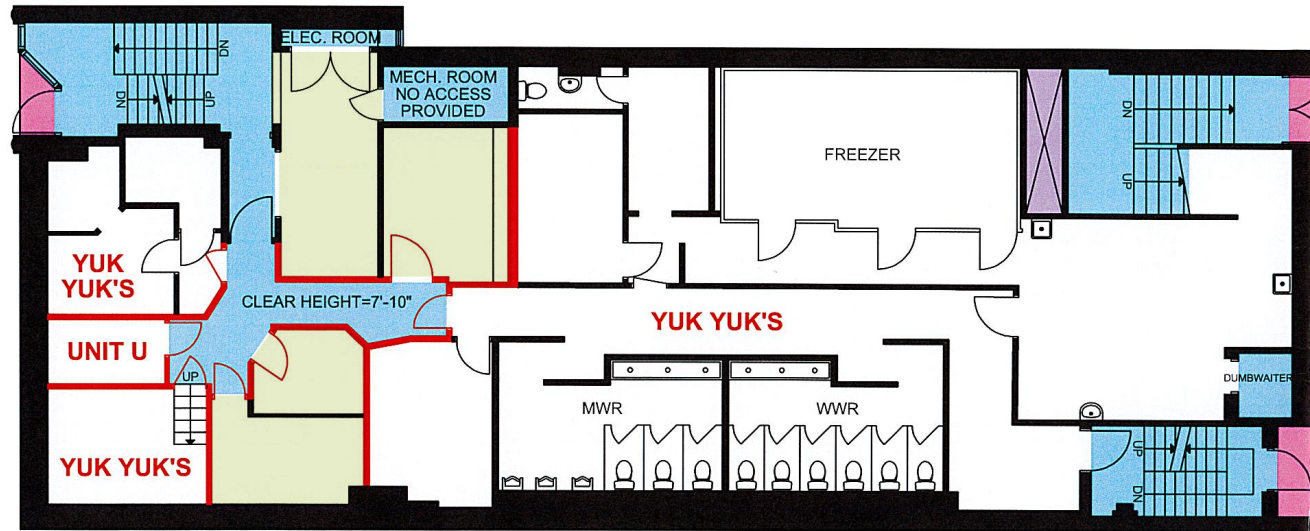 ELEC. ROOM
DN
DN
UP
MECH. ROOM
NO ACCESS
PROVIDED
FREEZER
DN
UP
YUK
YUK'S
CLEAR HEIGHT=7'-10"
YUK YUK'S
UNIT U
UP
DUMBWAITER
MWR
WWR
YUK YUK'S
UP
DN